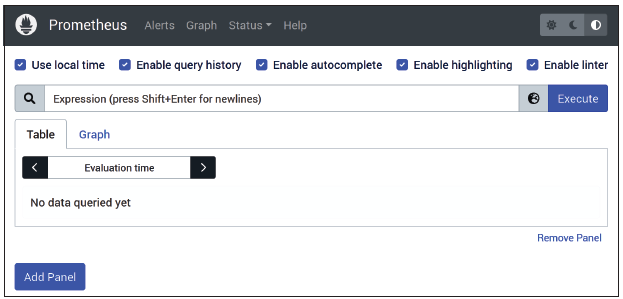 Prometheus Alerts Graph Status Help
Use local time Enable query history Enable autocomplete Enable highlighting Enable linter
Expression (press Shift+Enter for newlines) Execute
Table Graph
Evaluation time
No data queried yet
Remove Panel
Add Panel